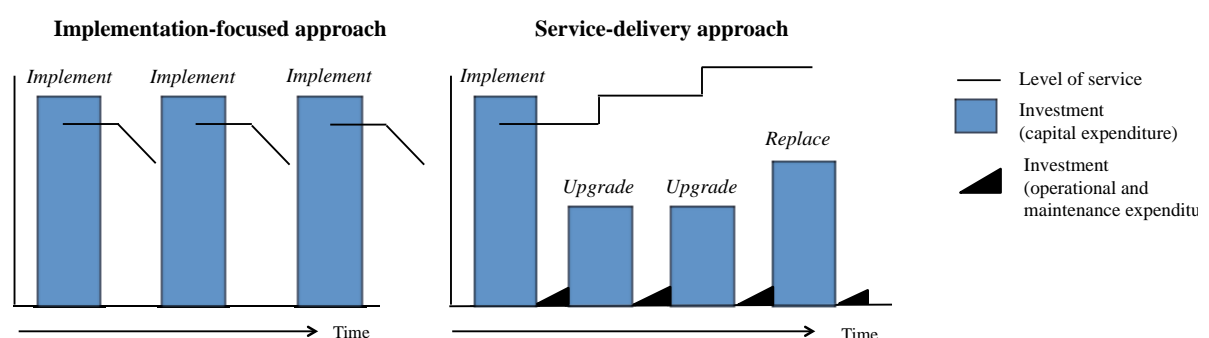 Implementation-focused approach
Service-delivery approach
Implement
Implement
Implement
Implement
Upgrade
Upgrade
Replace
Level of service
Investment
(capital expenditure)
Investment
(operational and
maintenance expenditu
Time
Time